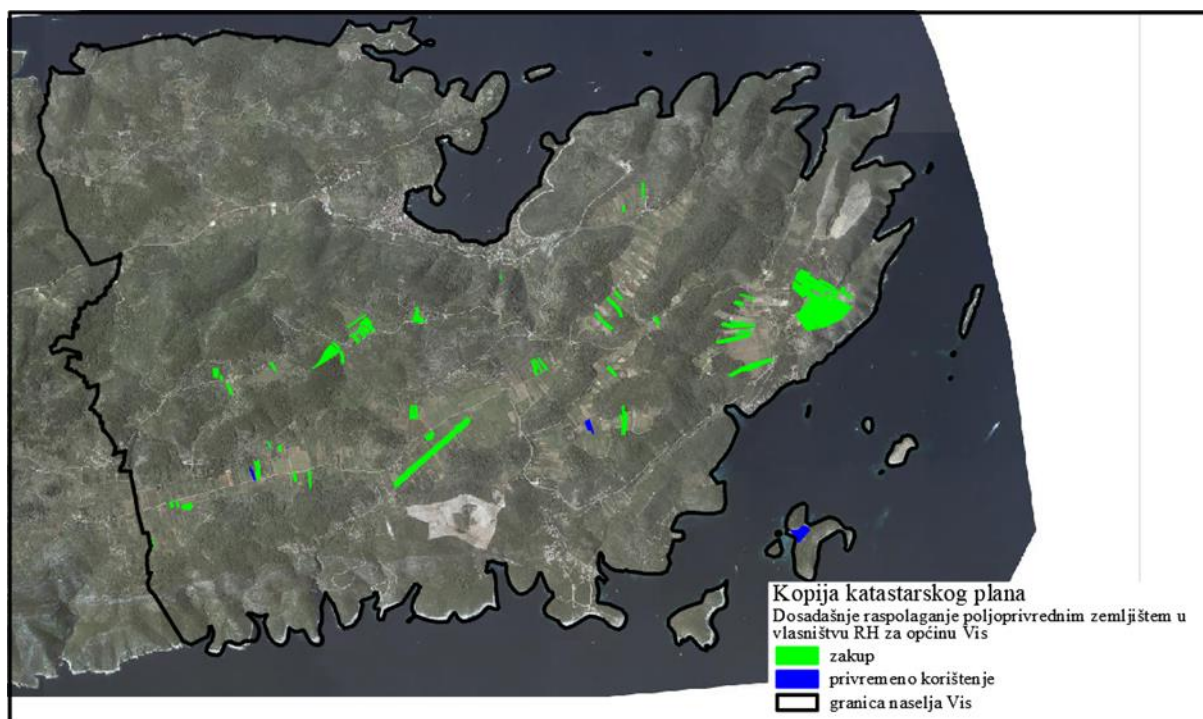 Kopija katastarskog plana
Dosadašnje raspolaganje poljoprivrednim zemljištem u
vlasništvu RH za općinu Vis
zakup
privremeno korištenje
granica naselja Vis